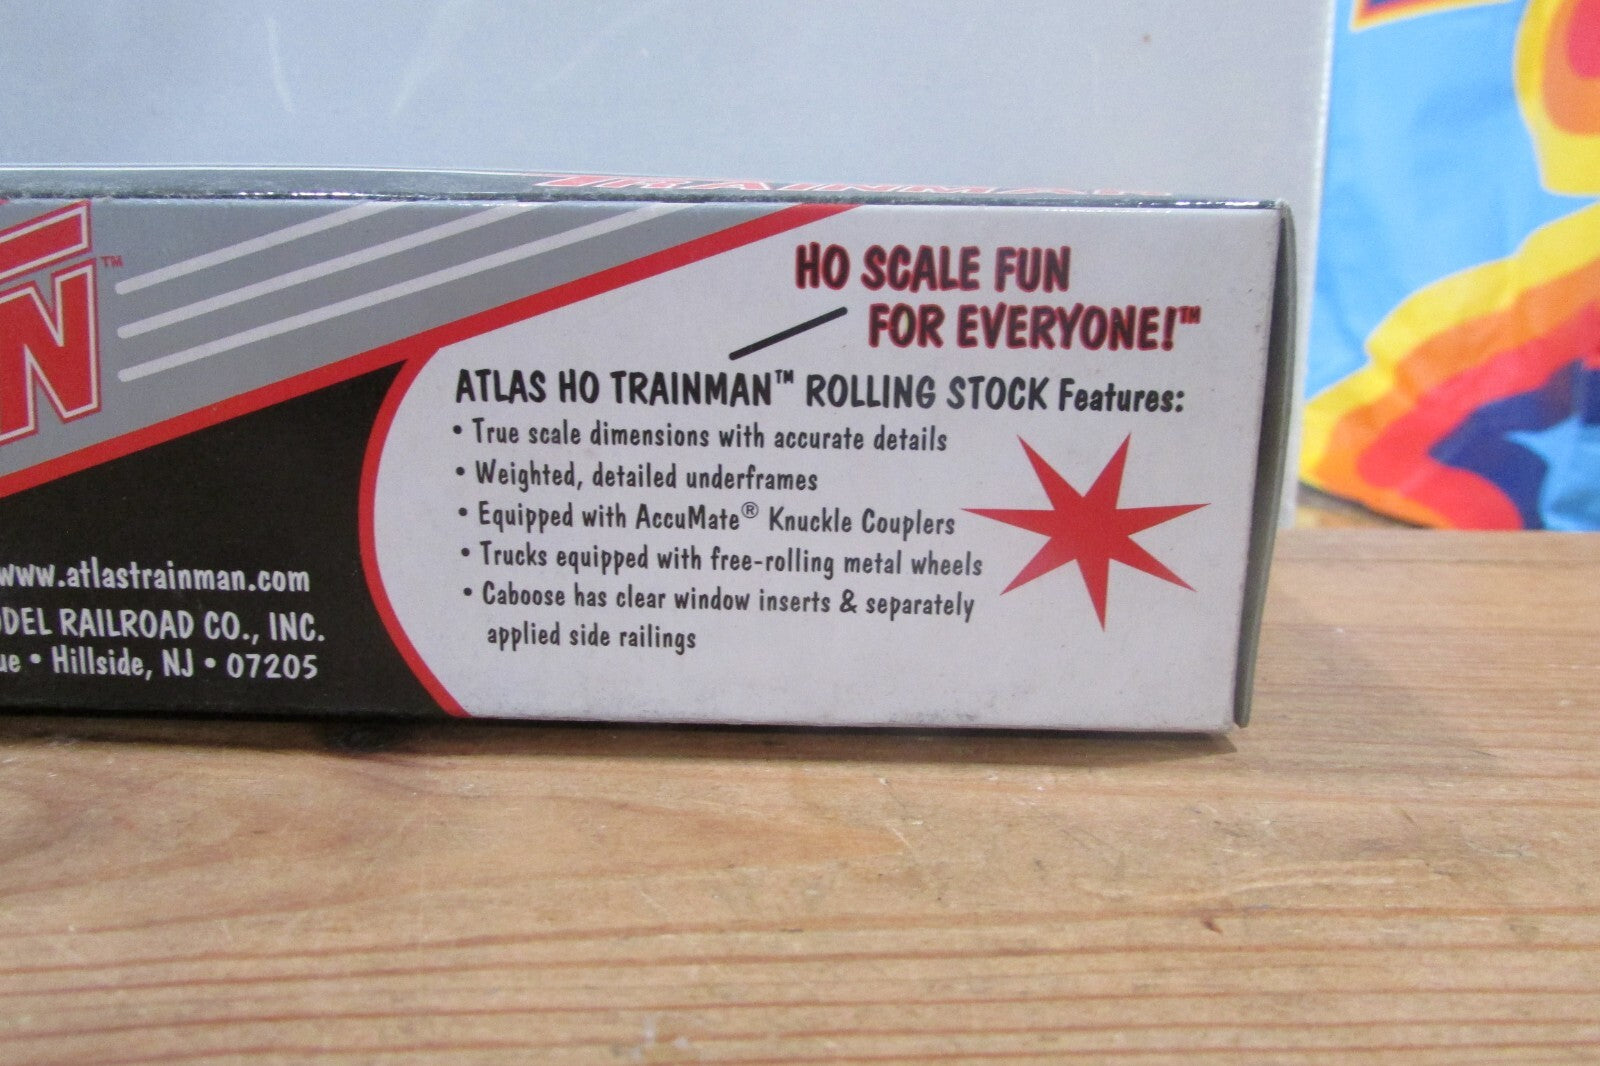 TRAINMAN
N™
HO SCALE FUN
FOR EVERYONE!™
ATLAS HO TRAINMAN™ ROLLING STOCK Features:
• True scale dimensions with accurate details
• Weighted, detailed underframes
• Equipped with AccuMate® Knuckle Couplers
• Trucks equipped with free-rolling metal wheels
• Caboose has clear window inserts & separately
applied side railings
www.atlastrainman.com
RAILROAD CO., INC.
• Hillside, NJ • 07205